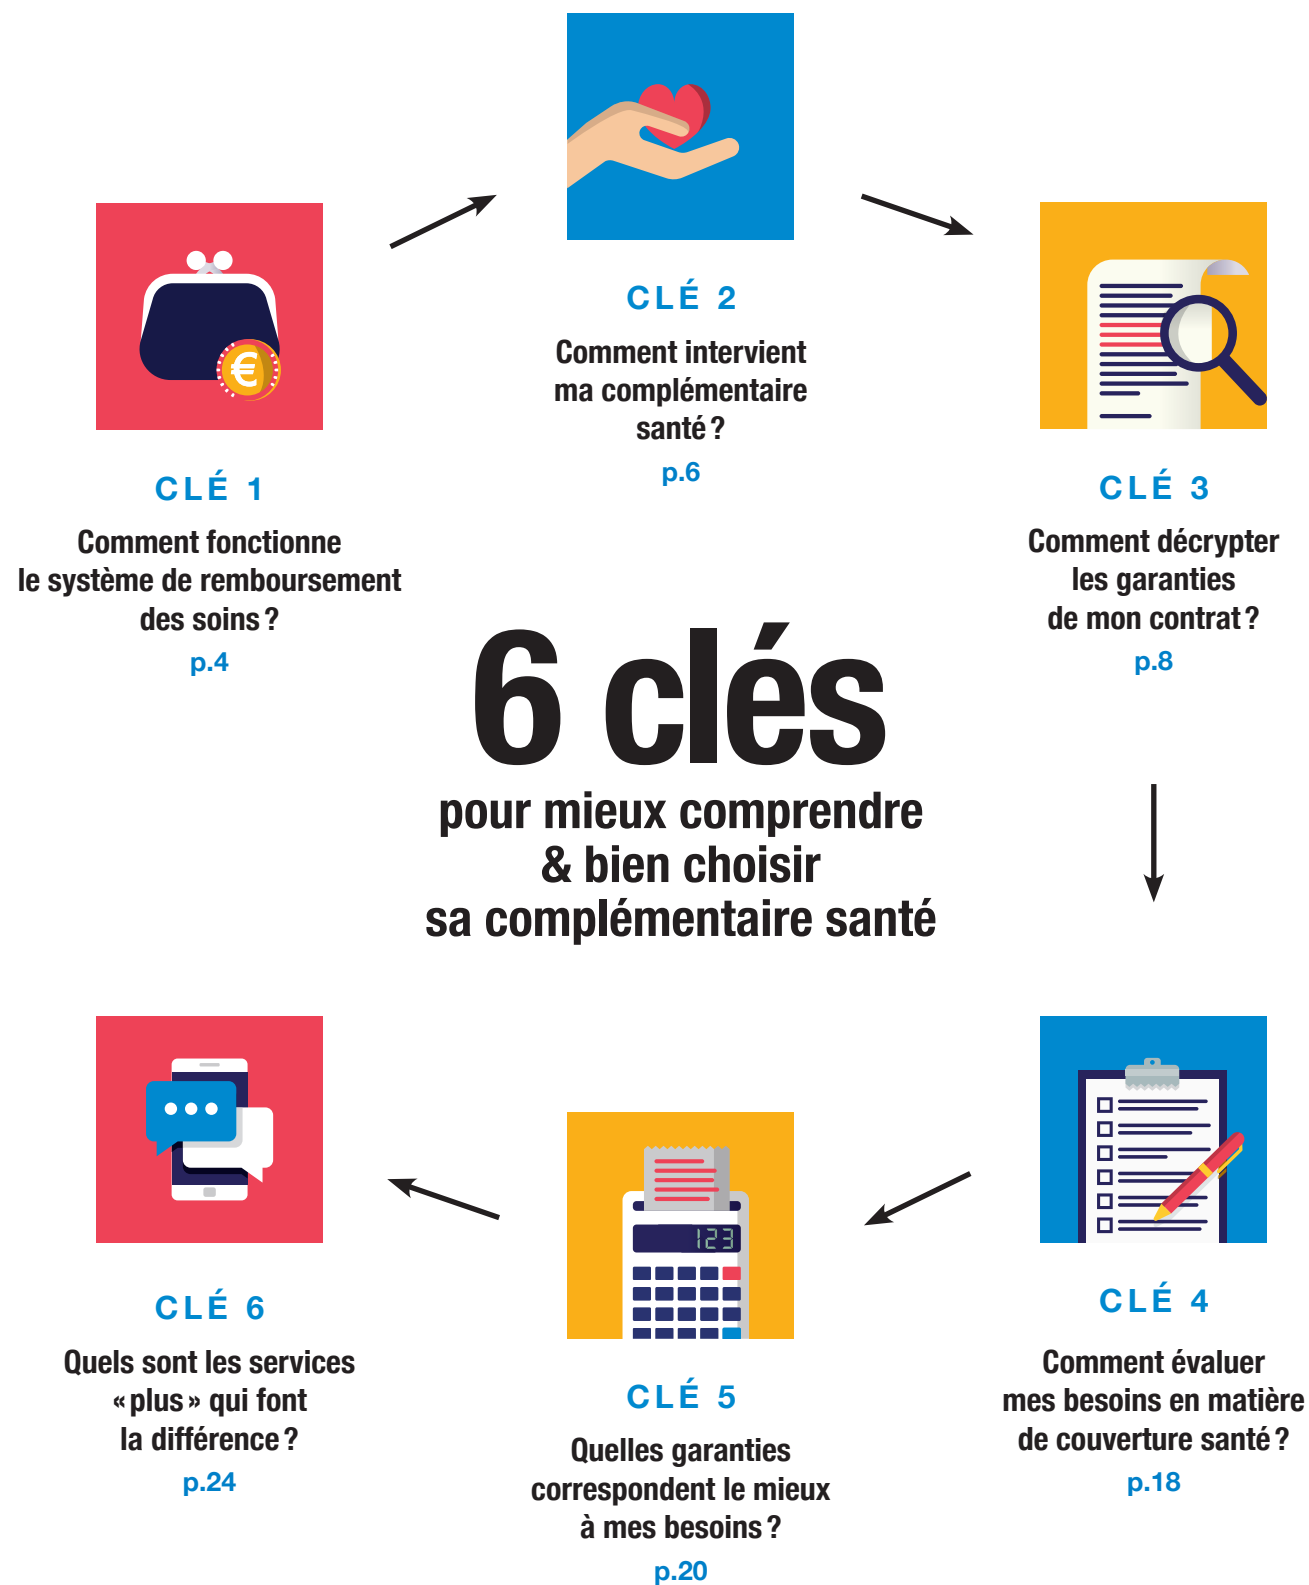 CLÉ 1
Comment fonctionne
le système de remboursement
des soins ?
p.4
CLÉ 2
Comment intervient
ma complémentaire
santé ?
p.6
CLÉ 3
Comment décrypter
les garanties
de mon contrat ?
p.8
6 clés
pour mieux comprendre
& bien choisir
sa complémentaire santé
CLÉ 4
Comment évaluer
mes besoins en matière
de couverture santé ?
p.18
123
CLÉ 5
Quelles garanties
correspondent le mieux
à mes besoins ?
p.20
CLÉ 6
Quels sont les services
« plus » qui font
la différence ?
p.24
€